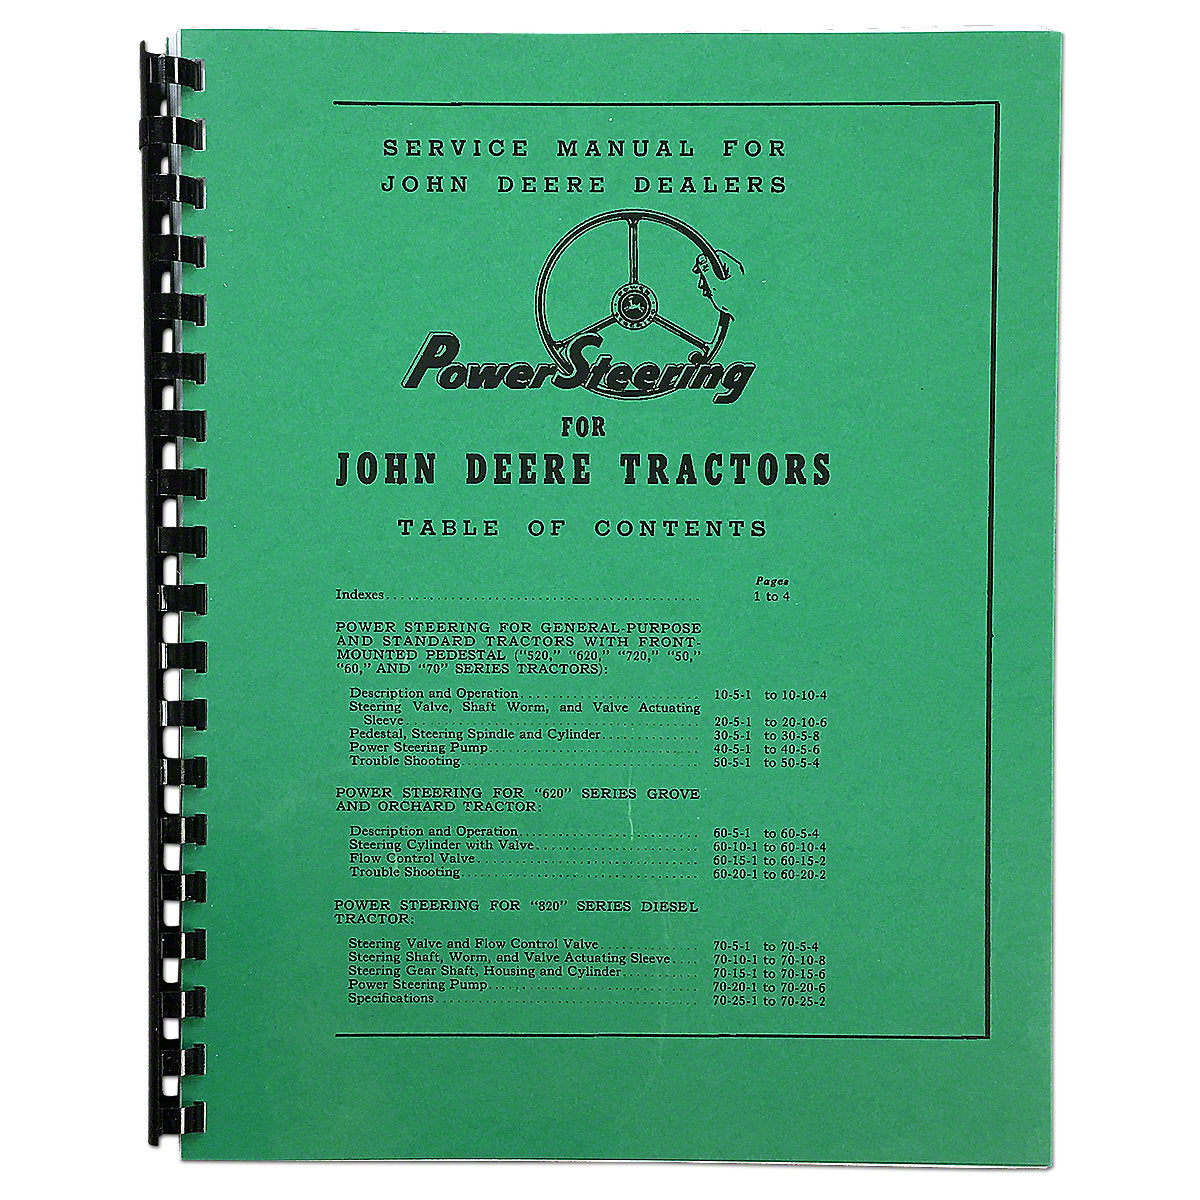 SERVICE MANUAL FOR
JOHN DEERE DEALERS
Power Steering
FOR
JOHN DEERE TRACTORS
TABLE OF CONTENTS
Pages
Indexes........................................ 1 to 4
POWER STEERING FOR GENERAL-PURPOSE
AND STANDARD TRACTORS WITH FRONT-
MOUNTED PEDESTAL ("520," "620," "720," "50,"
"60," AND "70" SERIES TRACTORS):
Description and Operation........................ 10-5-1 to 10-10-4
Steering Valve, Shaft Worm, and Valve Actuating
Sleeve........................................ 20-5-1 to 20-10-6
Pedestal, Steering Spindle and Cylinder............. 30-5-1 to 30-5-8
Power Steering Pump............................ 40-5-1 to 40-5-6
Trouble Shooting................................ 50-5-1 to 50-5-4
POWER STEERING FOR "620" SERIES GROVE
AND ORCHARD TRACTOR:
Description and Operation........................ 60-5-1 to 60-5-4
Steering Cylinder with Valve...................... 60-10-1 to 60-10-4
Flow Control Valve.............................. 60-15-1 to 60-15-2
Trouble Shooting................................ 60-20-1 to 60-20-2
POWER STEERING FOR "820" SERIES DIESEL
TRACTOR:
Steering Valve and Flow Control Valve.............. 70-5-1 to 70-5-4
Steering Shaft, Worm, and Valve Actuating Sleeve.... 70-10-1 to 70-10-8
Steering Gear Shaft, Housing and Cylinder........... 70-15-1 to 70-15-6
Power Steering Pump............................ 70-20-1 to 70-20-6
Specifications................................... 70-25-1 to 70-25-2